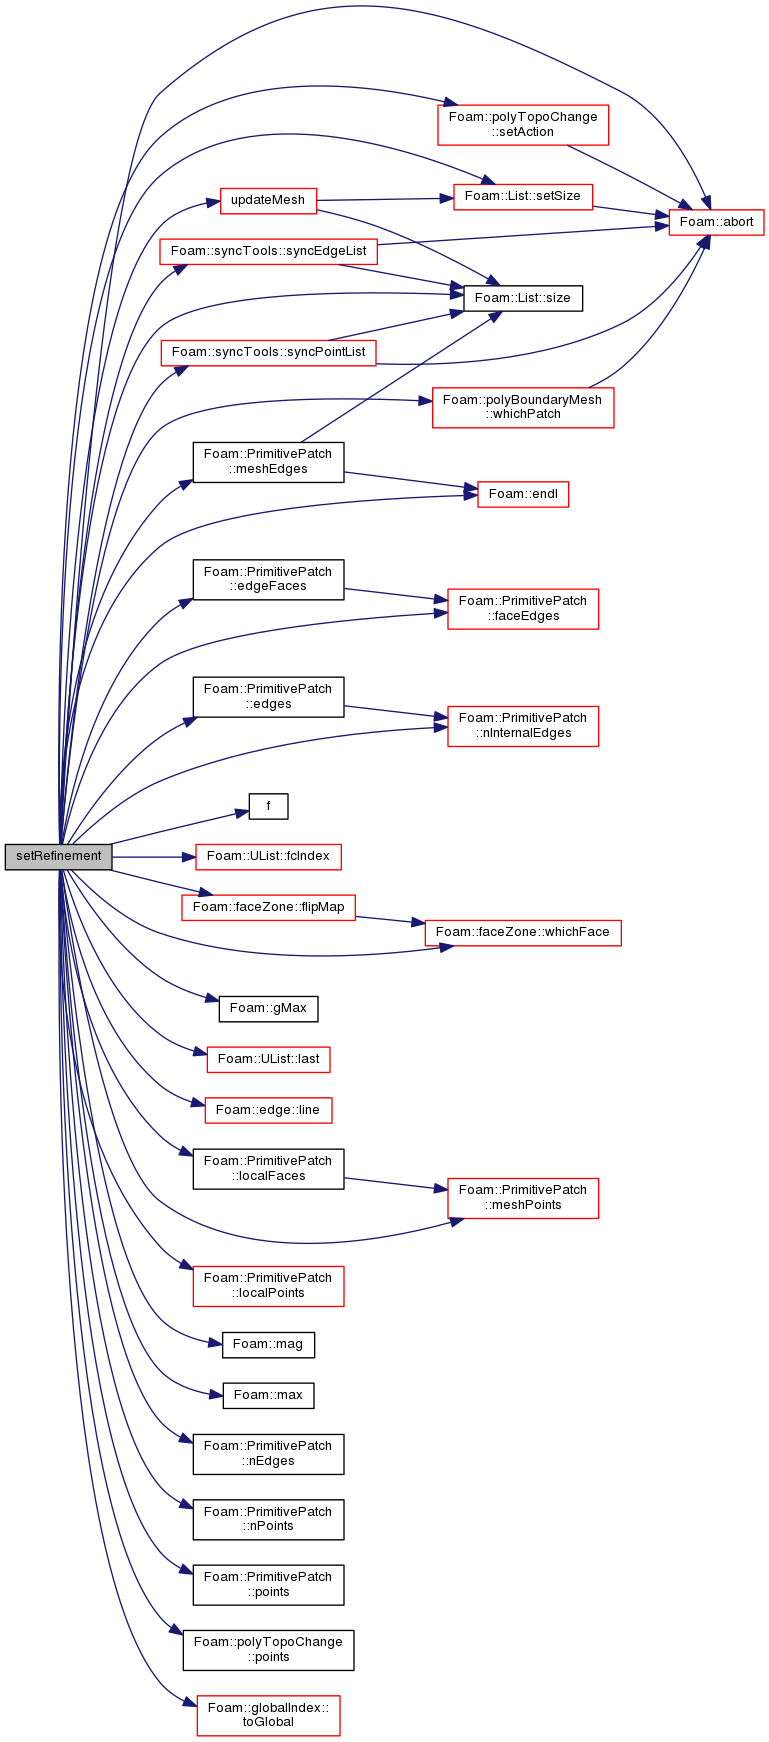 Foam::polyTopoChange
::setAction
updateMesh
Foam::List::setSize
Foam::abort
Foam::syncTools::syncEdgeList
Foam::List::size
Foam::syncTools::syncPointList
Foam::polyBoundaryMesh
::whichPatch
Foam::PrimitivePatch
::meshEdges
Foam::endl
Foam::PrimitivePatch
::edgeFaces
Foam::PrimitivePatch
::faceEdges
Foam::PrimitivePatch
::edges
Foam::PrimitivePatch
::nInternalEdges
f
setRefinement
Foam::UList::fcIndex
Foam::faceZone::flipMap
Foam::faceZone::whichFace
Foam::gMax
Foam::UList::last
Foam::edge::line
Foam::PrimitivePatch
::localFaces
Foam::PrimitivePatch
::meshPoints
Foam::PrimitivePatch
::localPoints
Foam::mag
Foam::max
Foam::PrimitivePatch
::nEdges
Foam::PrimitivePatch
::nPoints
Foam::PrimitivePatch
::points
Foam::polyTopoChange
::points
Foam::globalIndex::
toGlobal